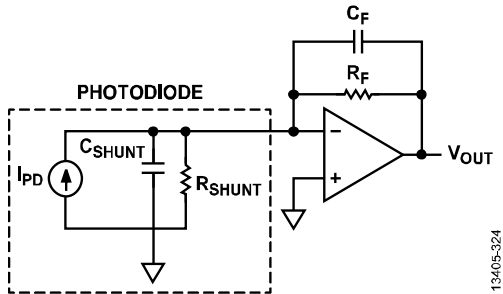 C_F
R_F
PHOTODIODE
C_SHUNT
I_PD
R_SHUNT
−
+
V_OUT
13405-324